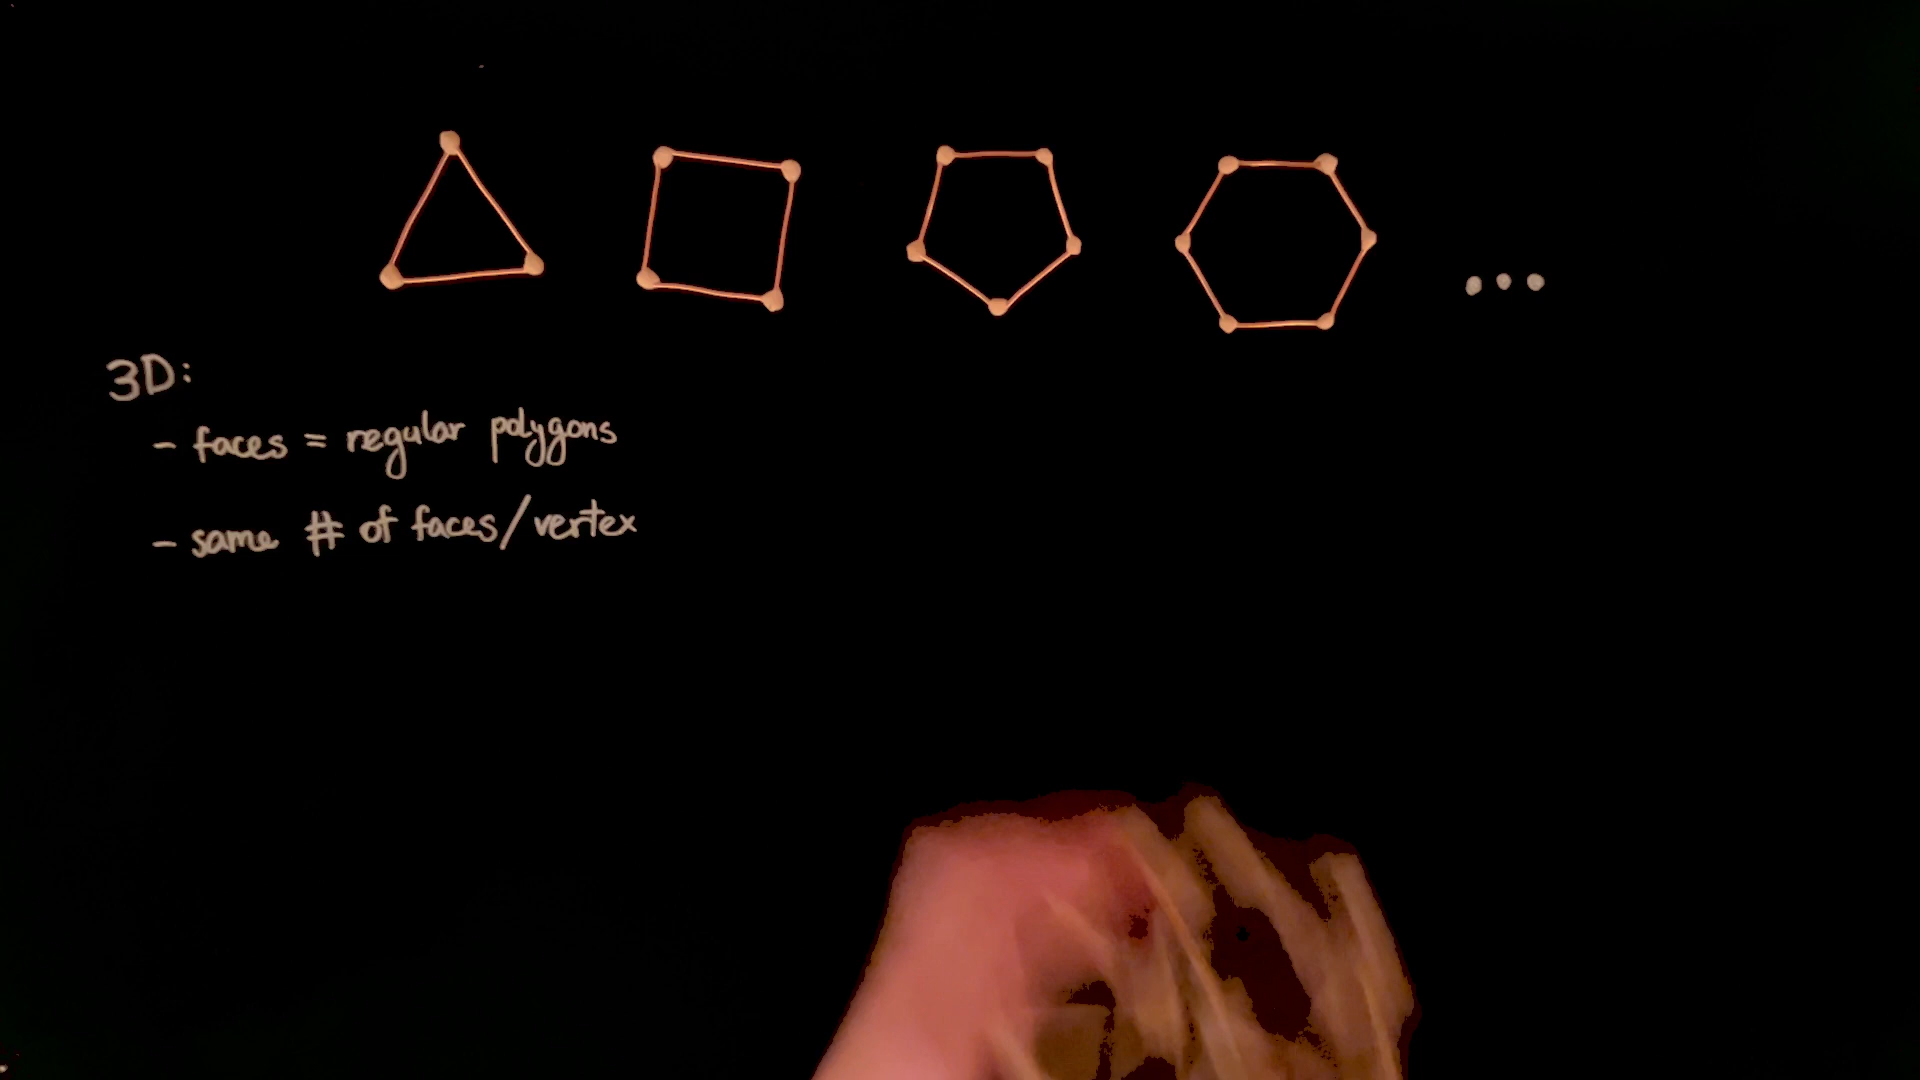 3D:
- faces = regular polygons
- same # of faces/vertex